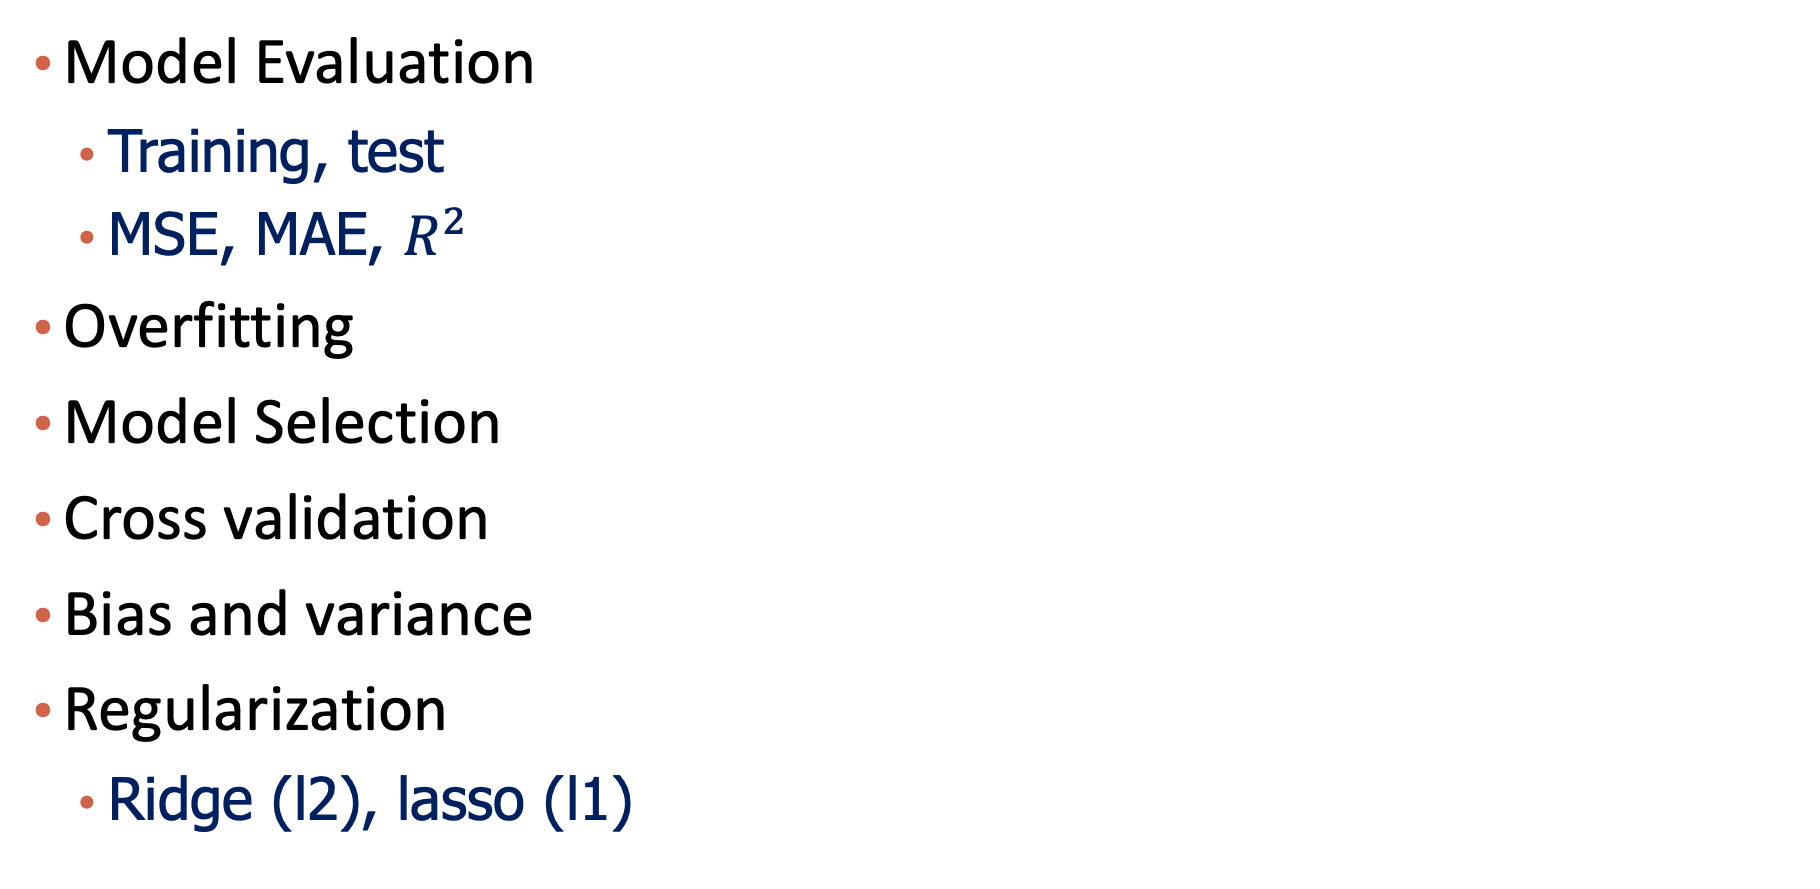 • Model Evaluation
• Training, test
• MSE, MAE, R²
• Overfitting
• Model Selection
• Cross validation
• Bias and variance
• Regularization
• Ridge (l2), lasso (l1)